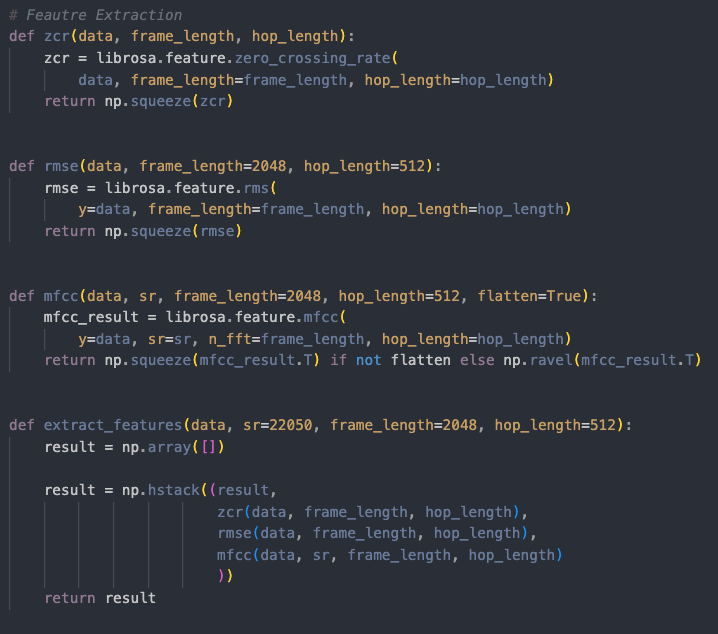 # Feautre Extraction
def zcr(data, frame_length, hop_length):
    zcr = librosa.feature.zero_crossing_rate(
        data, frame_length=frame_length, hop_length=hop_length)
    return np.squeeze(zcr)
def rmse(data, frame_length=2048, hop_length=512):
    rmse = librosa.feature.rms(
        y=data, frame_length=frame_length, hop_length=hop_length)
    return np.squeeze(rmse)
def mfcc(data, sr, frame_length=2048, hop_length=512, flatten=True):
    mfcc_result = librosa.feature.mfcc(
        y=data, sr=sr, n_fft=frame_length, hop_length=hop_length)
    return np.squeeze(mfcc_result.T) if not flatten else np.ravel(mfcc_result.T)
def extract_features(data, sr=22050, frame_length=2048, hop_length=512):
    result = np.array([])
    result = np.hstack((result,
                        zcr(data, frame_length, hop_length),
                        rmse(data, frame_length, hop_length),
                        mfcc(data, sr, frame_length, hop_length)
                        ))
    return result